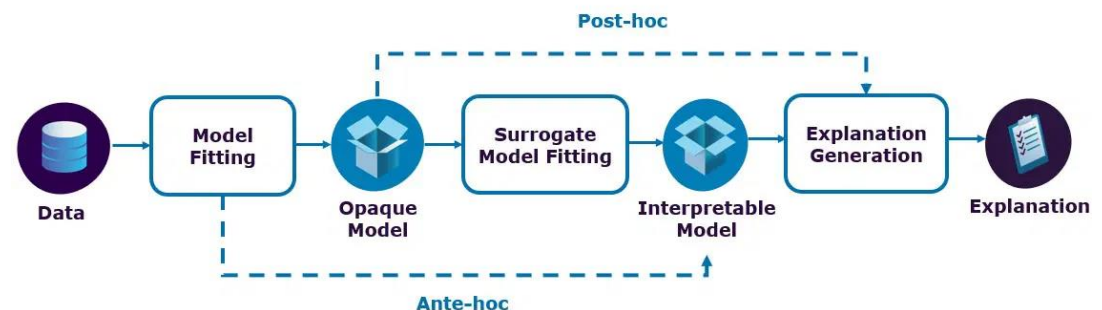 Post-hoc
Model
Fitting
Surrogate
Model Fitting
Explanation
Generation
Data
Opaque
Model
Interpretable
Model
Explanation
Ante-hoc